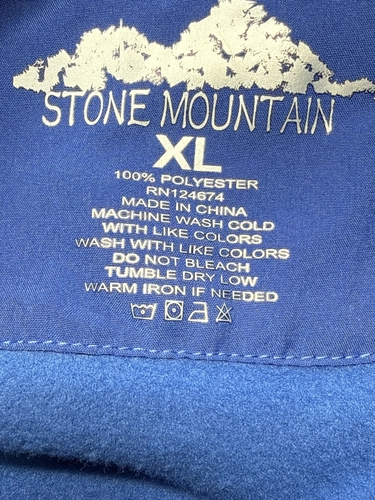 STONE MOUNTAIN
XL
100% POLYESTER
RN124674
MADE IN CHINA
MACHINE WASH COLD
WITH LIKE COLORS
WASH WITH LIKE COLORS
DO NOT BLEACH
TUMBLE DRY LOW
WARM IRON IF NEEDED